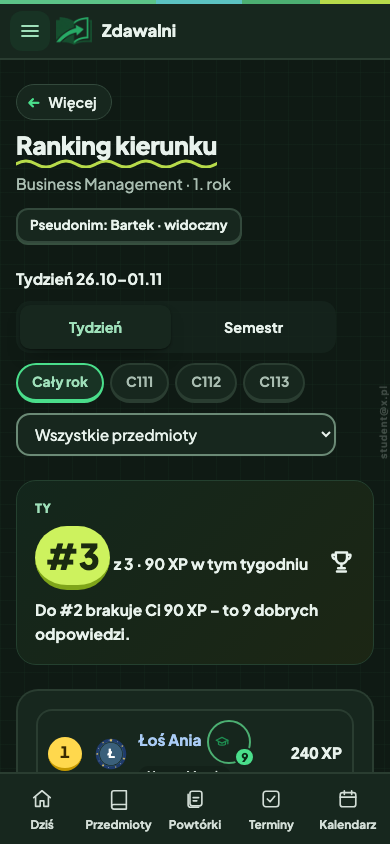 Zdawalni
Więcej
Ranking kierunku
Business Management · 1. rok
Pseudonim: Bartek · widoczny
Tydzień 26.10–01.11
Tydzień
Semestr
Cały rok
C111
C112
C113
Wszystkie przedmioty
student@x.pl
TY
#3 z 3 · 90 XP w tym tygodniu
Do #2 brakuje Ci 90 XP – to 9 dobrych
odpowiedzi.
1
Ł
Łoś Ania
9
240 XP
Dziś
Przedmioty
Powtórki
Terminy
Kalendarz